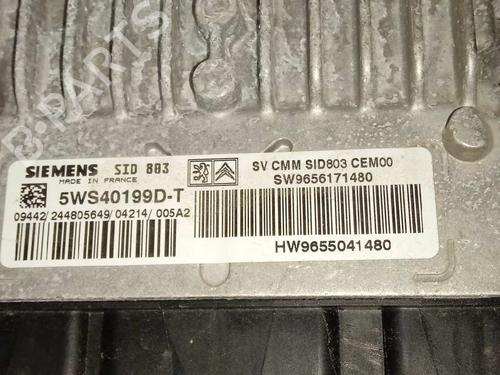 B-PARTS
SIEMENS SID 803
MADE IN FRANCE
5WS40199D-T
09442/244805649/04214/005A2
SV CMM SID803 CEM00
SW9656171480
HW9655041480